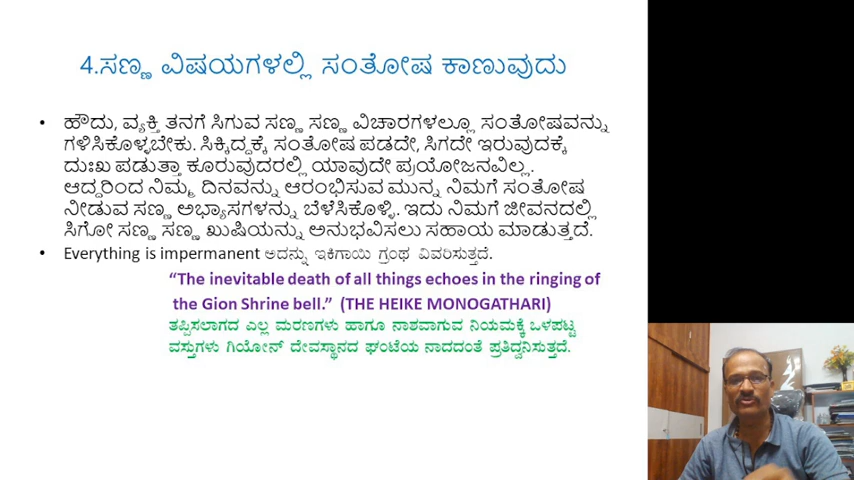 4.ಸಣ್ಣ ವಿಷಯಗಳಲ್ಲಿ ಸಂತೋಷ ಕಾಣುವುದು
• ಹೌದು, ವ್ಯಕ್ತಿ ತನಗೆ ಸಿಗುವ ಸಣ್ಣ ಸಣ್ಣ ವಿಚಾರಗಳಲ್ಲೂ ಸಂತೋಷವನ್ನು
ಗಳಿಸಿಕೊಳ್ಳಬೇಕು. ಸಿಕ್ಕಿದ್ದಕ್ಕೆ ಸಂತೋಷ ಪಡದೇ, ಸಿಗದೇ ಇರುವುದಕ್ಕೆ
ದುಃಖ ಪಡುತ್ತಾ ಕೂರುವುದರಲ್ಲಿ ಯಾವುದೇ ಪ್ರಯೋಜನವಿಲ್ಲ.
ಆದ್ದರಿಂದ ನಿಮ್ಮ ದಿನವನ್ನು ಆರಂಭಿಸುವ ಮುನ್ನ ನಿಮಗೆ ಸಂತೋಷ
ನೀಡುವ ಸಣ್ಣ ಅಭ್ಯಾಸಗಳನ್ನು ಬೆಳೆಸಿಕೊಳ್ಳಿ. ಇದು ನಿಮಗೆ ಜೀವನದಲ್ಲಿ
ಸಿಗೋ ಸಣ್ಣ ಸಣ್ಣ ಖುಷಿಯನ್ನು ಅನುಭವಿಸಲು ಸಹಾಯ ಮಾಡುತ್ತದೆ.
• Everything is impermanent ಅದನ್ನು ಇಕಿಗಾಯಿ ಗ್ರಂಥ ವಿವರಿಸುತ್ತದೆ.
“The inevitable death of all things echoes in the ringing of
the Gion Shrine bell.” (THE HEIKE MONOGATHARI)
ತಪ್ಪಿಸಲಾಗದ ಎಲ್ಲ ಮರಣಗಳು ಹಾಗೂ ನಾಶವಾಗುವ ನಿಯಮಕ್ಕೆ ಒಳಪಟ್ಟ
ವಸ್ತುಗಳು ಗಿಯೋನ್ ದೇವಸ್ಥಾನದ ಘಂಟೆಯ ನಾದದಂತೆ ಪ್ರತಿಧ್ವನಿಸುತ್ತದೆ.